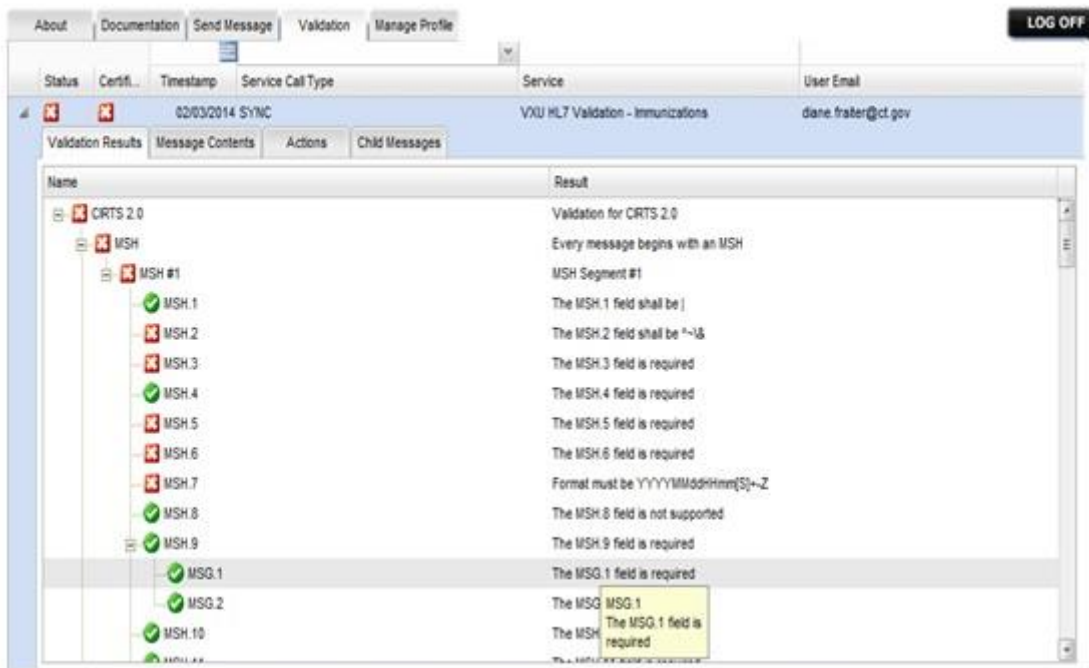 About Documentation Send Message Validation Manage Profile LOG OFF
Status Certifi... Timestamp Service Call Type Service User Email
02/03/2014 SYNC VXU HL7 Validation - Immunizations diane.fraiter@ct.gov
Validation Results Message Contents Actions Child Messages
Name Result
CIRTS 2.0 Validation for CIRTS 2.0
MSH Every message begins with an MSH
MSH #1 MSH Segment #1
MSH.1 The MSH.1 field shall be |
MSH.2 The MSH.2 field shall be ^~\&
MSH.3 The MSH.3 field is required
MSH.4 The MSH.4 field is required
MSH.5 The MSH.5 field is required
MSH.6 The MSH.6 field is required
MSH.7 Format must be YYYYMMddHHmm[S]+-Z
MSH.8 The MSH.8 field is not supported
MSH.9 The MSH.9 field is required
MSG.1 The MSG.1 field is required
MSG.2 The MSG
MSG.1
The MSG.1 field is
required
MSH.10 The MSH